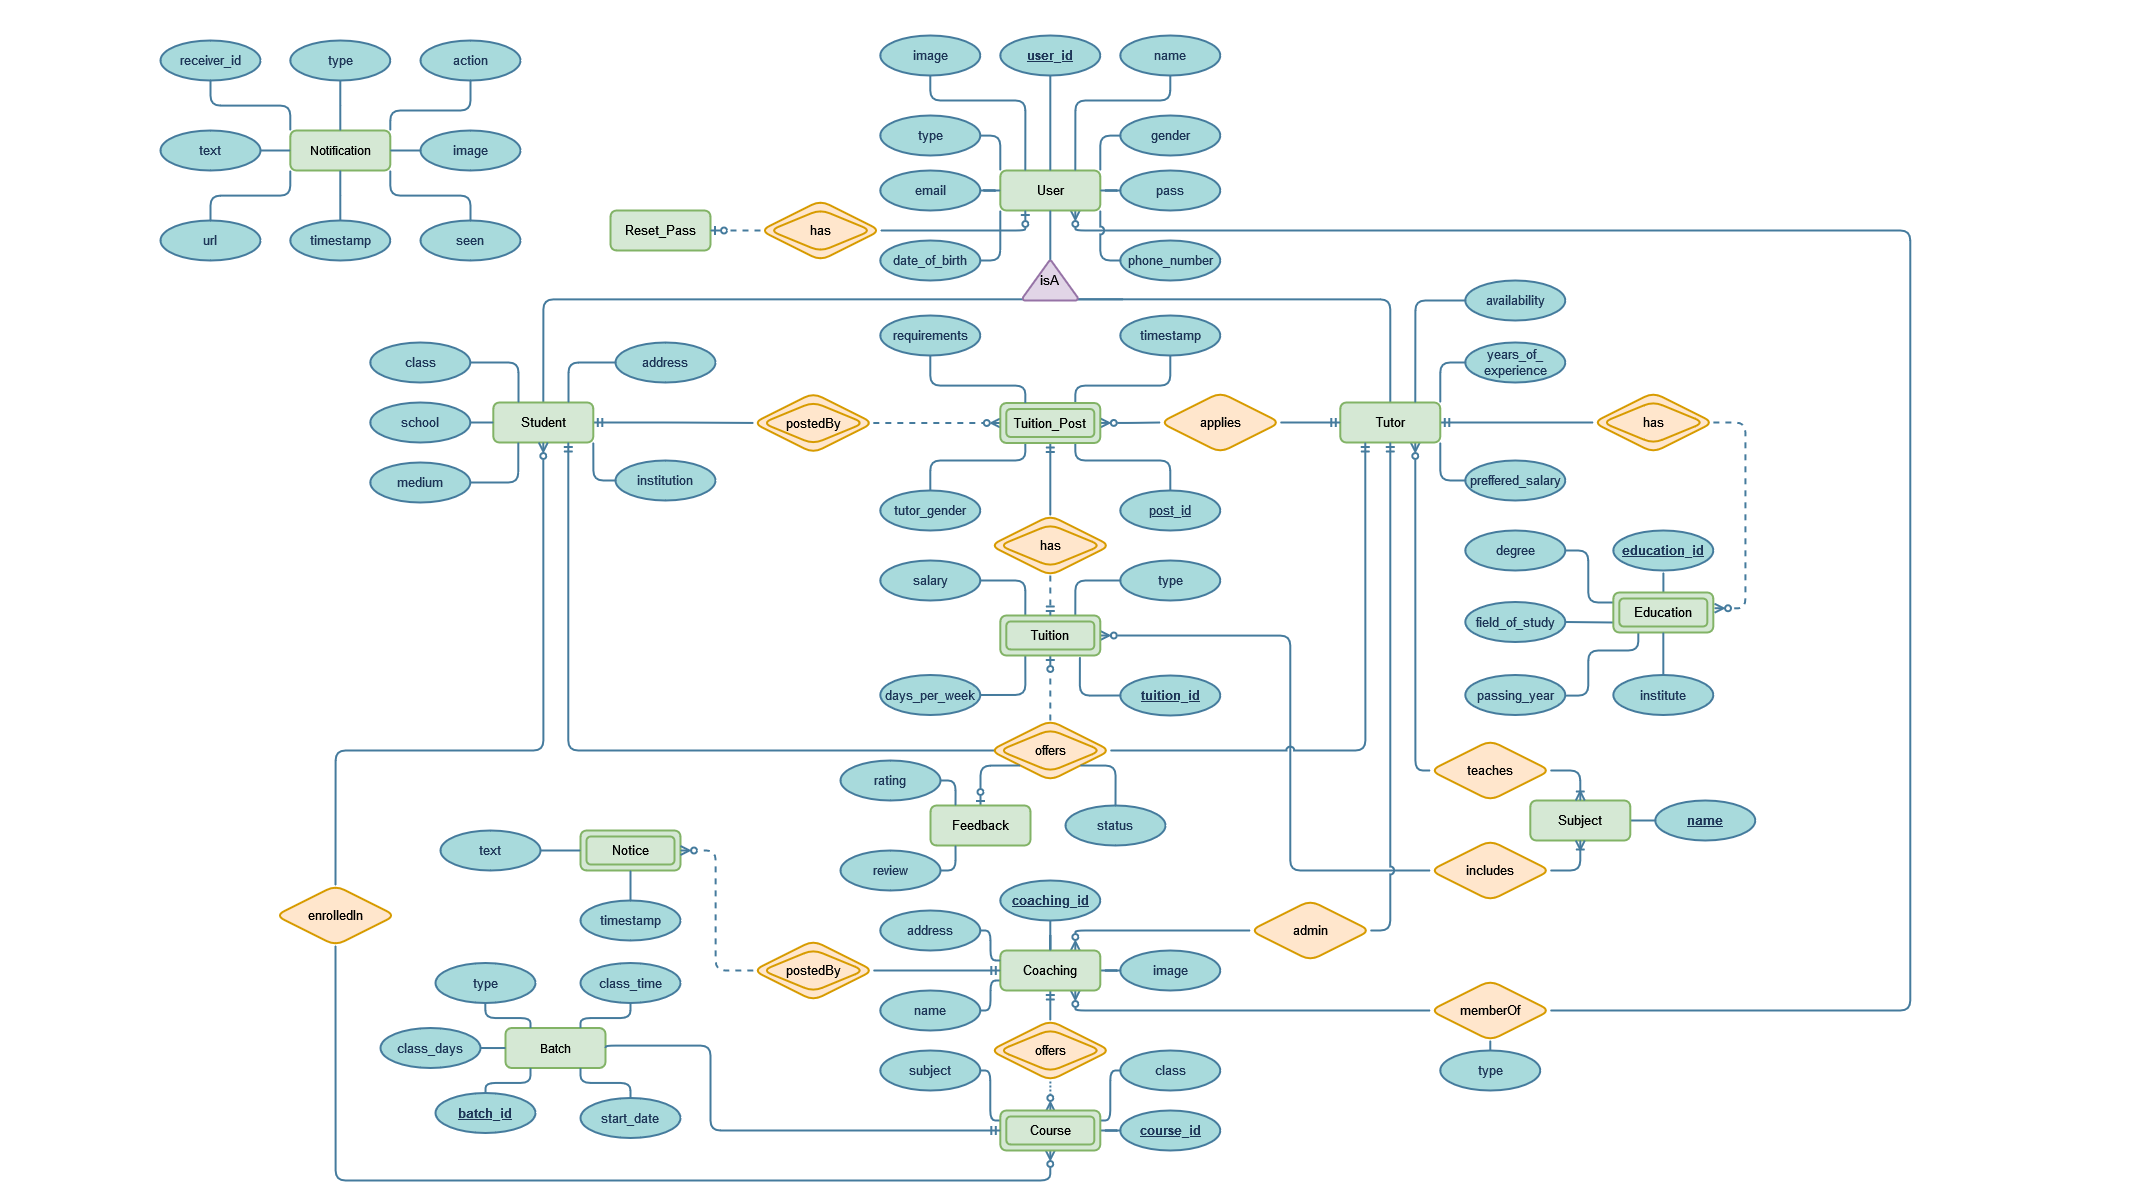 image
user_id
name
receiver_id
type
action
type
gender
text
Notification
image
email
User
pass
Reset_Pass
has
url
timestamp
seen
date_of_birth
phone_number
isA
availability
requirements
timestamp
class
address
years_of_
experience
school
Student
postedBy
Tuition_Post
applies
Tutor
has
medium
institution
preffered_salary
tutor_gender
post_id
has
degree
education_id
salary
type
Education
field_of_study
Tuition
days_per_week
tuition_id
passing_year
institute
offers
teaches
rating
Feedback
status
Subject
name
text
Notice
review
includes
coaching_id
enrolledIn
timestamp
address
admin
postedBy
Coaching
image
type
class_time
name
memberOf
class_days
Batch
offers
subject
class
type
batch_id
start_date
Course
course_id